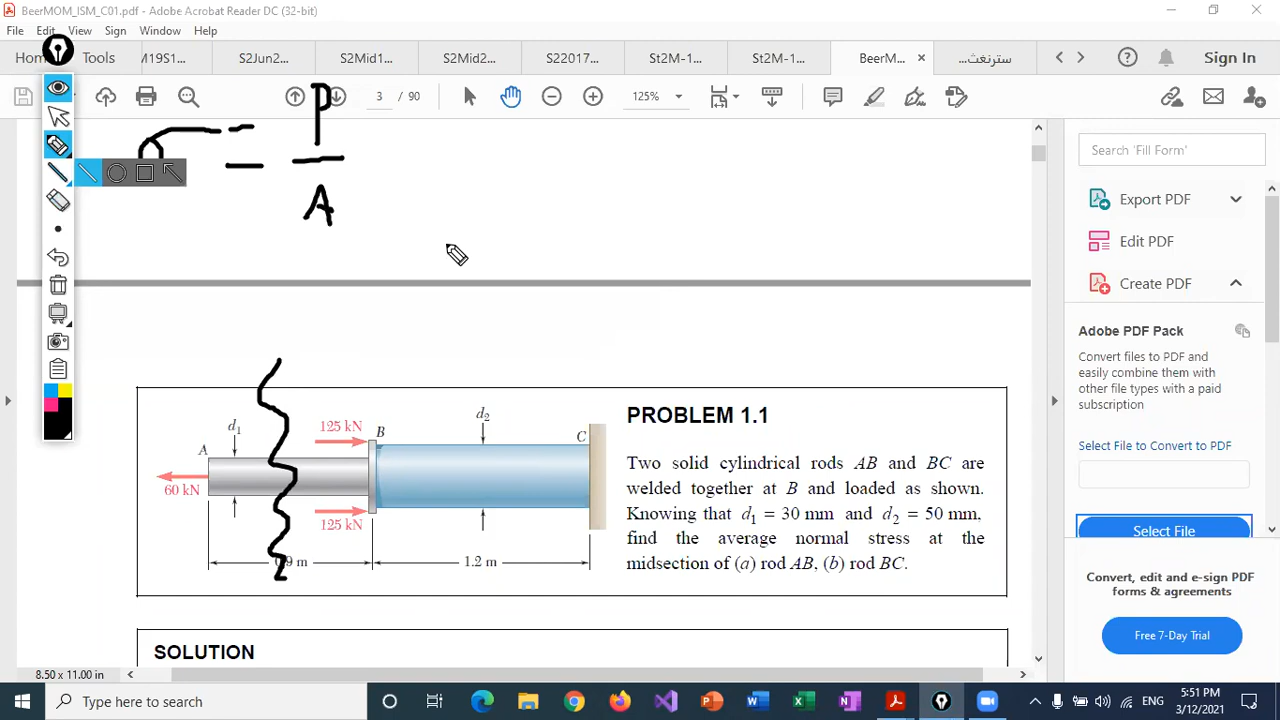 BeerMOM_ISM_C01.pdf - Adobe Acrobat Reader DC (32-bit)
File Edit View Sign Window Help
Tools M19S1... S2Jun2... S2Mid1... S2Mid2... S22017... St2M-1... St2M-1... BeerM... × ...سترنغث Sign In
3 / 90 125%
= P
A
A d1 125 kN B d2 C
60 kN
125 kN
1.2 m
PROBLEM 1.1
Two solid cylindrical rods AB and BC are
welded together at B and loaded as shown.
Knowing that d1 = 30 mm and d2 = 50 mm,
find the average normal stress at the
midsection of (a) rod AB, (b) rod BC.
SOLUTION
8.50 x 11.00 in
Search 'Fill Form'
Export PDF
Edit PDF
Create PDF
Adobe PDF Pack
Convert files to PDF and
easily combine them with
other file types with a paid
subscription
Select File to Convert to PDF
Select File
Convert, edit and e-sign PDF
forms & agreements
Free 7-Day Trial
Type here to search
ENG
5:51 PM
3/12/2021